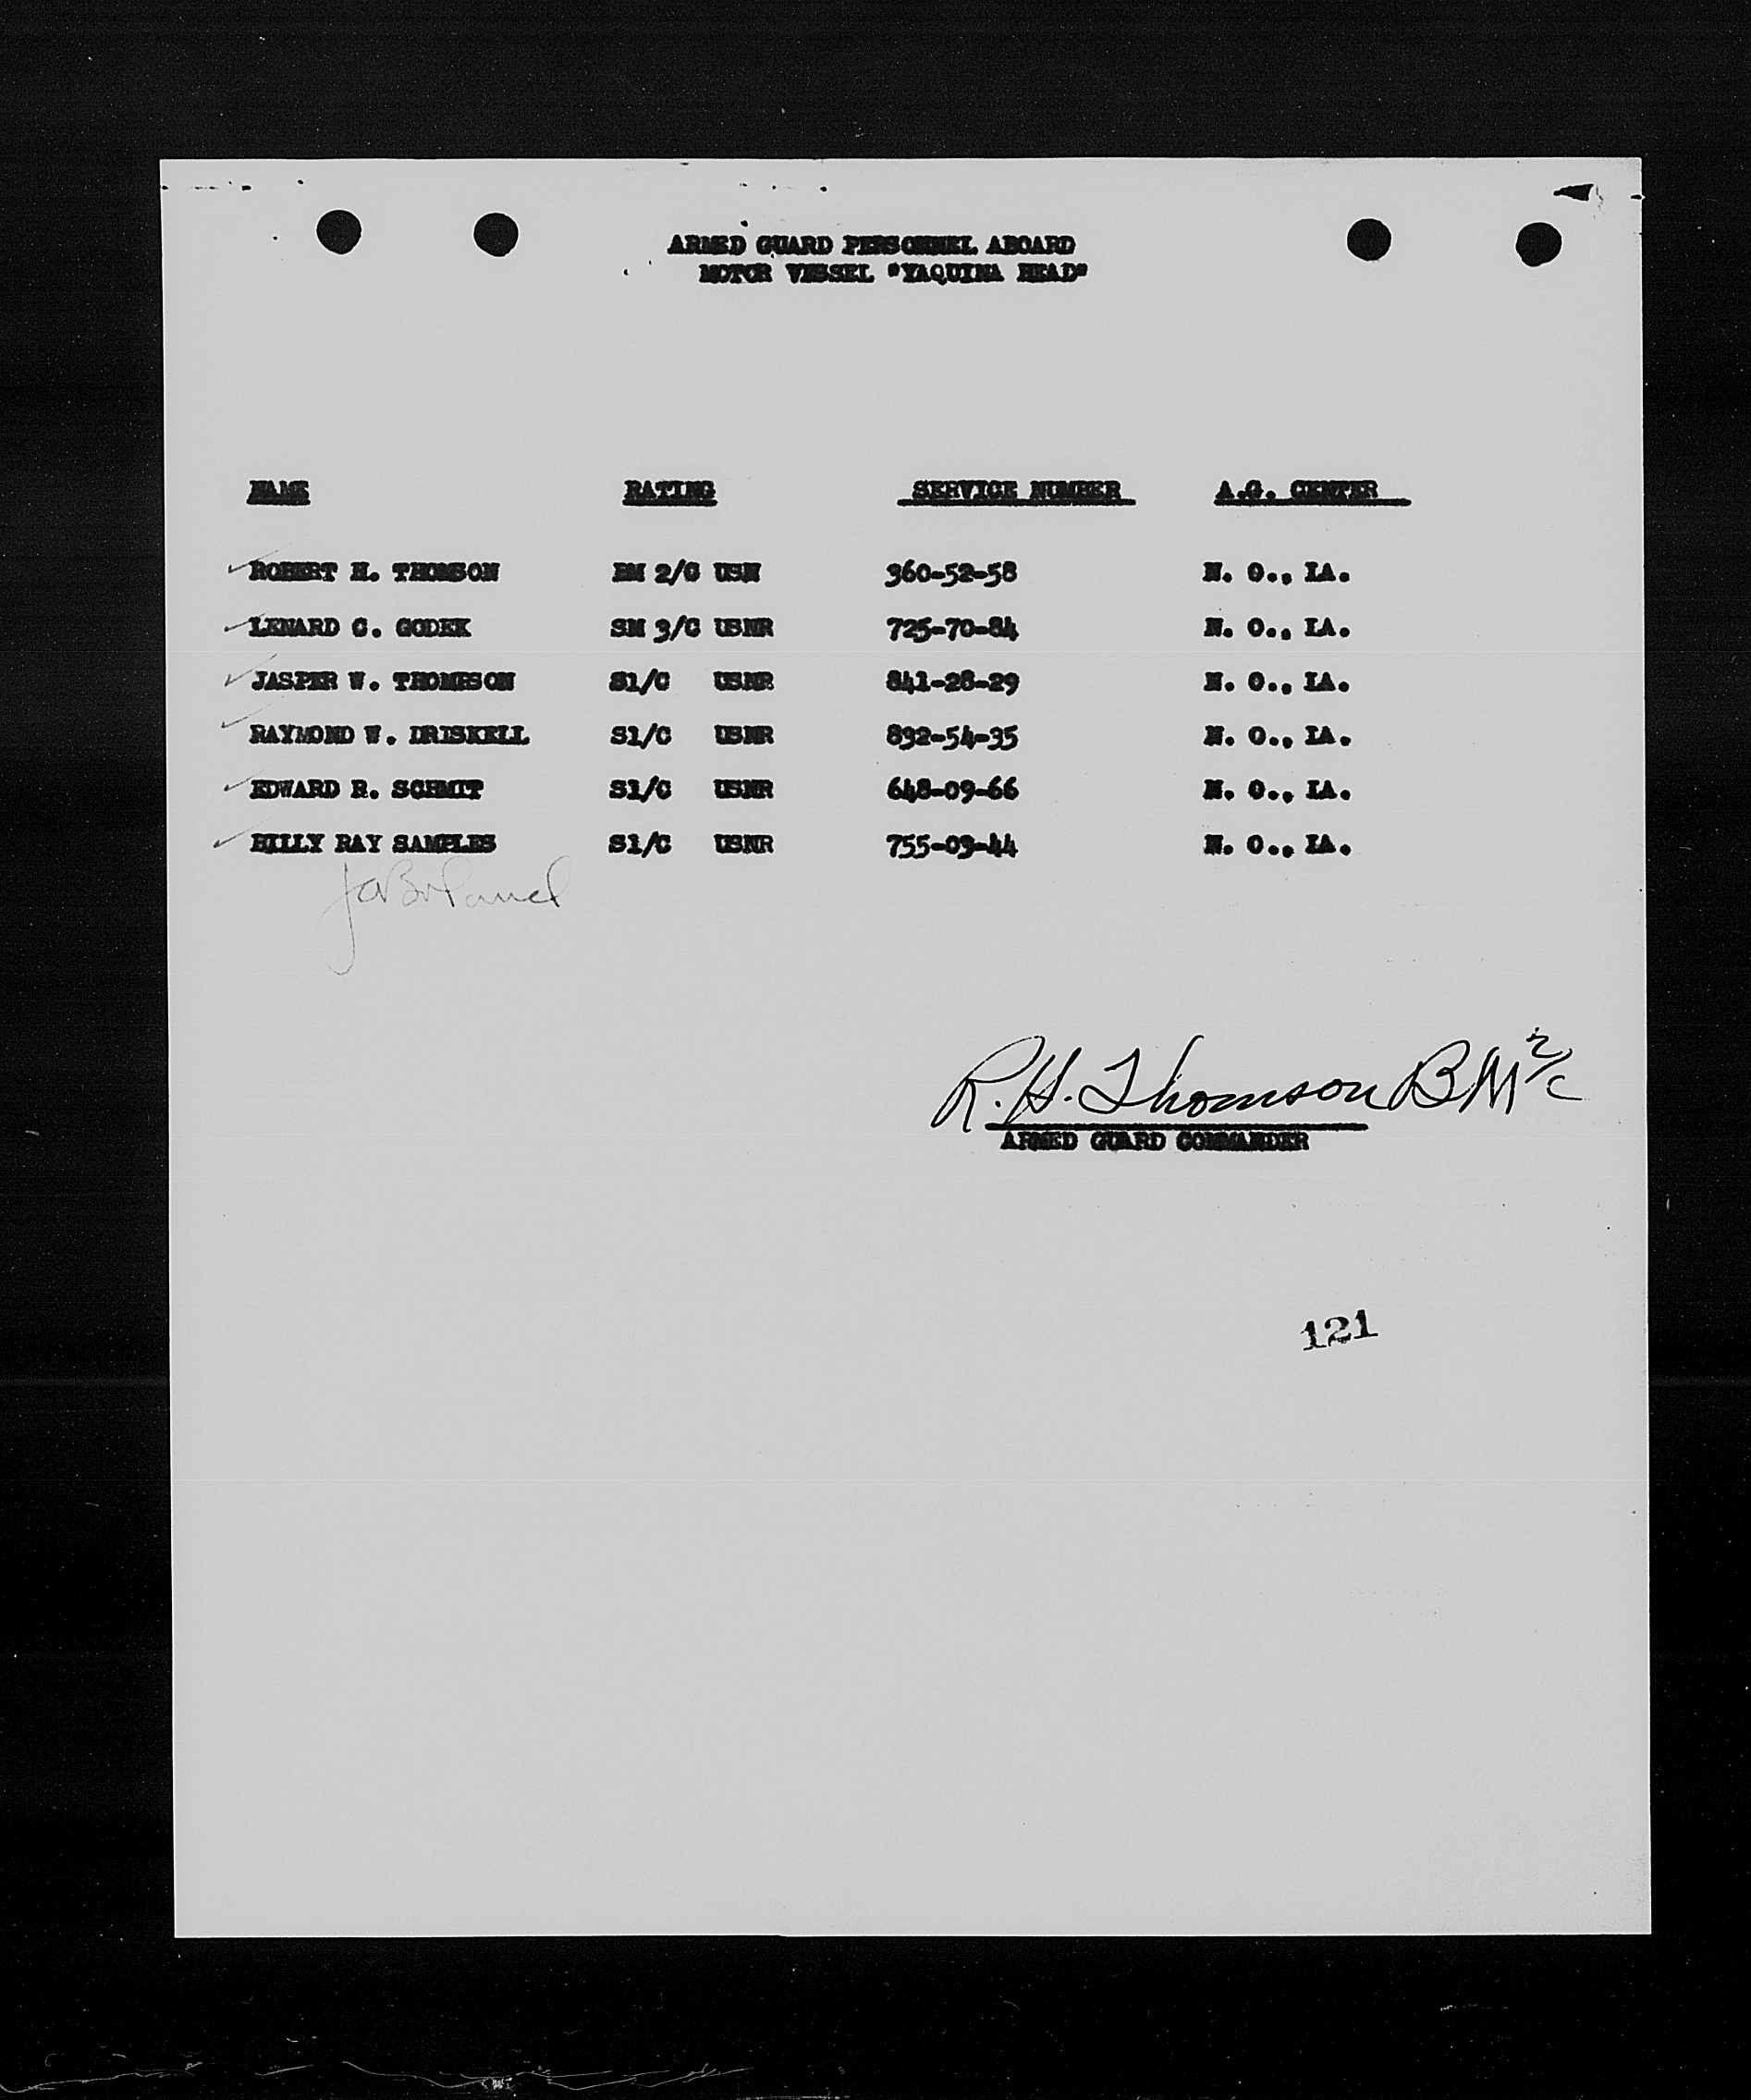 ARMED GUARD PERSONNEL ABOARD
MOTOR VESSEL "YAQUINA HEAD"
NAME RATING SERVICE NUMBER A.G. CENTER
ROBERT H. THOMSON BM 2/C USN 360-52-58 N. O., LA.
LENARD C. GODEK SM 3/C USNR 725-70-84 N. O., LA.
JASPER W. THOMPSON S1/C USNR 841-28-29 N. O., LA.
RAYMOND W. DRISKELL S1/C USNR 892-54-35 N. O., LA.
EDWARD R. SCHMIT S1/C USNR 648-09-66 N. O., LA.
BILLY RAY SAMPLES S1/C USNR 755-09-44 N. O., LA.
R. H. Thomson BM 2/c
ARMED GUARD COMMANDER
121